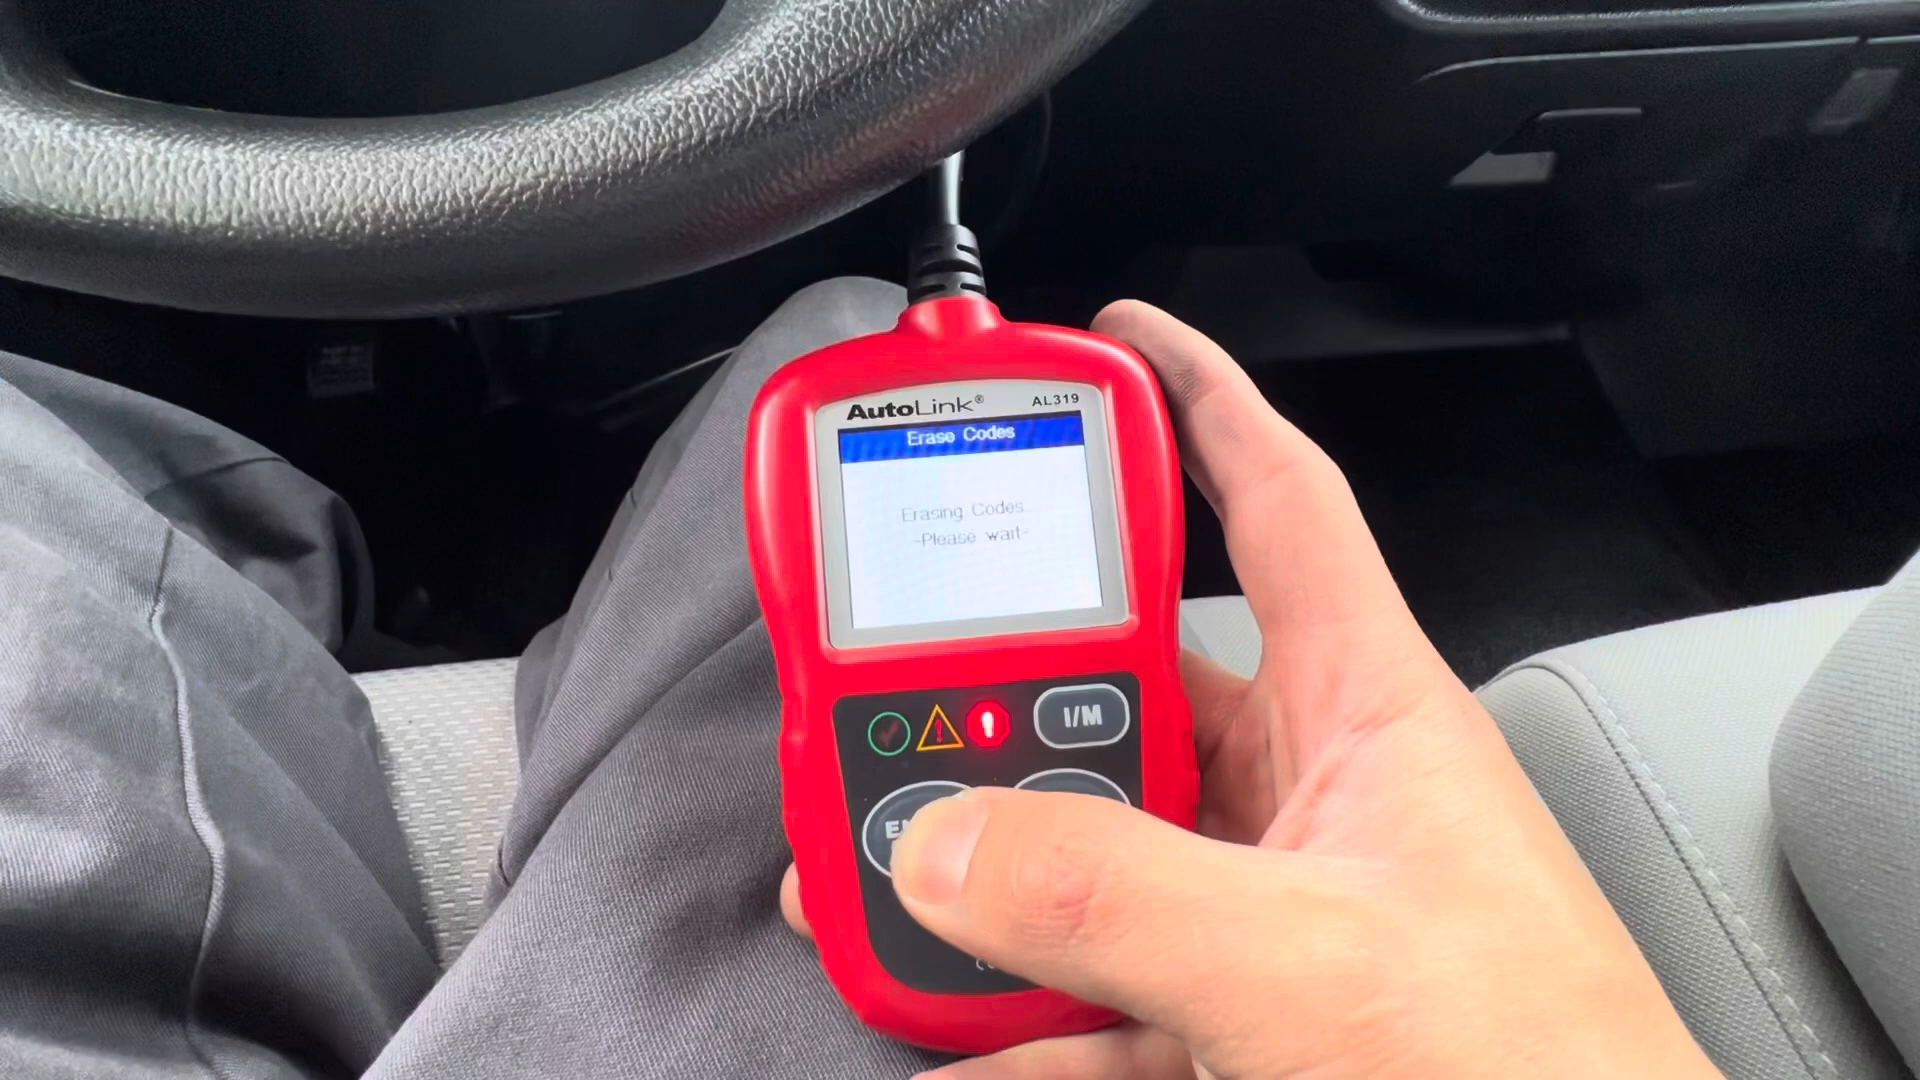 AutoLink® AL319
Erase Codes
Erasing Codes...
-Please wait-
I/M